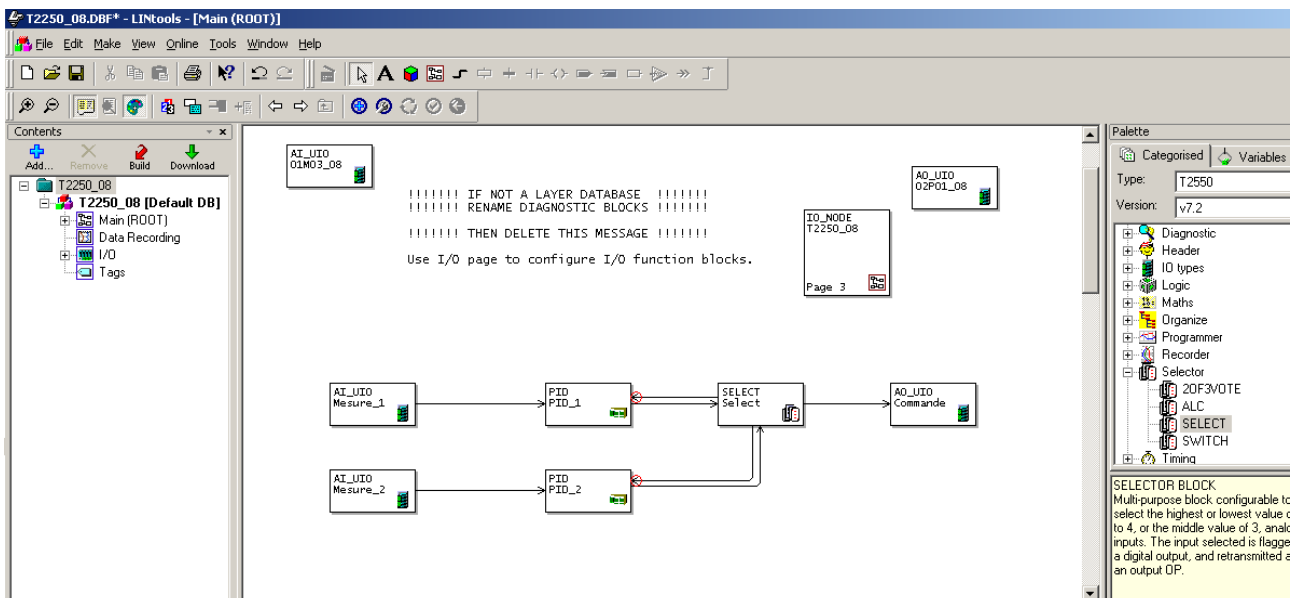 T2250_08.DBF* - LINtools - [Main (ROOT)]
File Edit Make View Online Tools Window Help
Contents
Add... Remove Build Download
T2250_08
T2250_08 [Default DB]
Main (ROOT)
Data Recording
I/O
Tags
AI_UIO
01M03_08
!!!!!!! IF NOT A LAYER DATABASE !!!!!!!
!!!!!!! RENAME DIAGNOSTIC BLOCKS !!!!!!!
!!!!!!! THEN DELETE THIS MESSAGE !!!!!!!
Use I/O page to configure I/O function blocks.
IO_NODE
T2250_08
Page 3
AO_UIO
02P01_08
AI_UIO
Mesure_1
PID
PID_1
SELECT
Select
AO_UIO
Commande
AI_UIO
Mesure_2
PID
PID_2
Palette
Categorised Variables
Type: T2550
Version: v7.2
Diagnostic
Header
IO types
Logic
Maths
Organize
Programmer
Recorder
Selector
2OF3VOTE
ALC
SELECT
SWITCH
Timing
SELECTOR BLOCK
Multi-purpose block configurable to
select the highest or lowest value
to 4, or the middle value of 3,
inputs. The input selected is
a digital output, and retransmitted
an output OP.